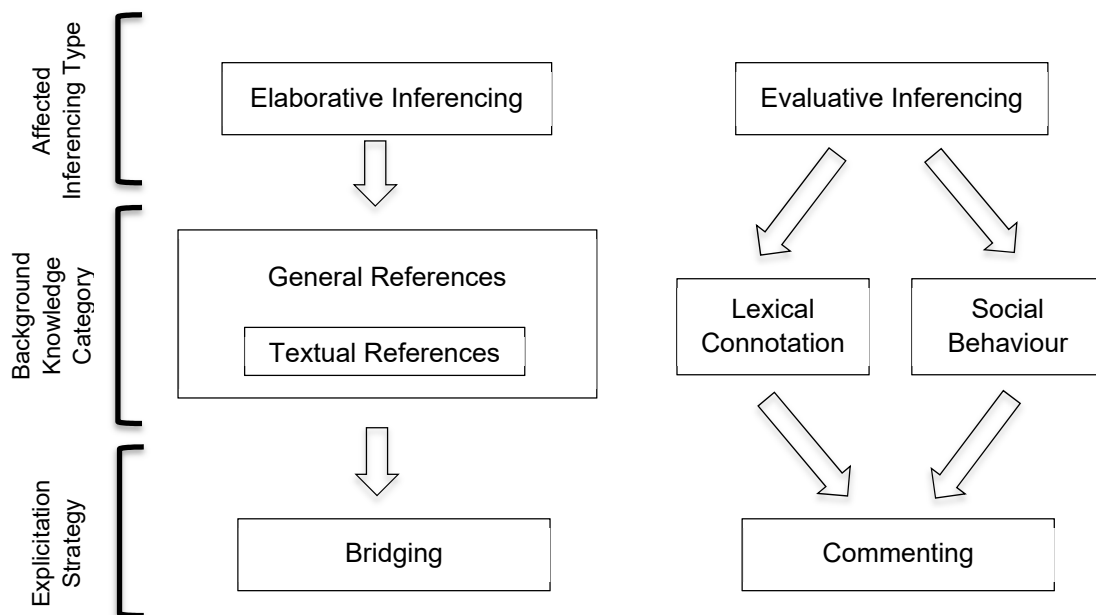 Affected
Inferencing Type
Elaborative Inferencing
Evaluative Inferencing
Background
Knowledge
Category
General References
Textual References
Lexical
Connotation
Social
Behaviour
Explicitation
Strategy
Bridging
Commenting